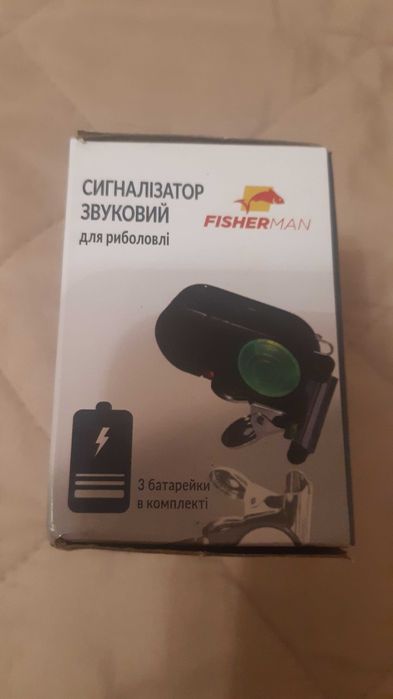 СИГНАЛІЗАТОР
ЗВУКОВИЙ
для риболовлі
FISHERMAN
3 батарейки
в комплекті